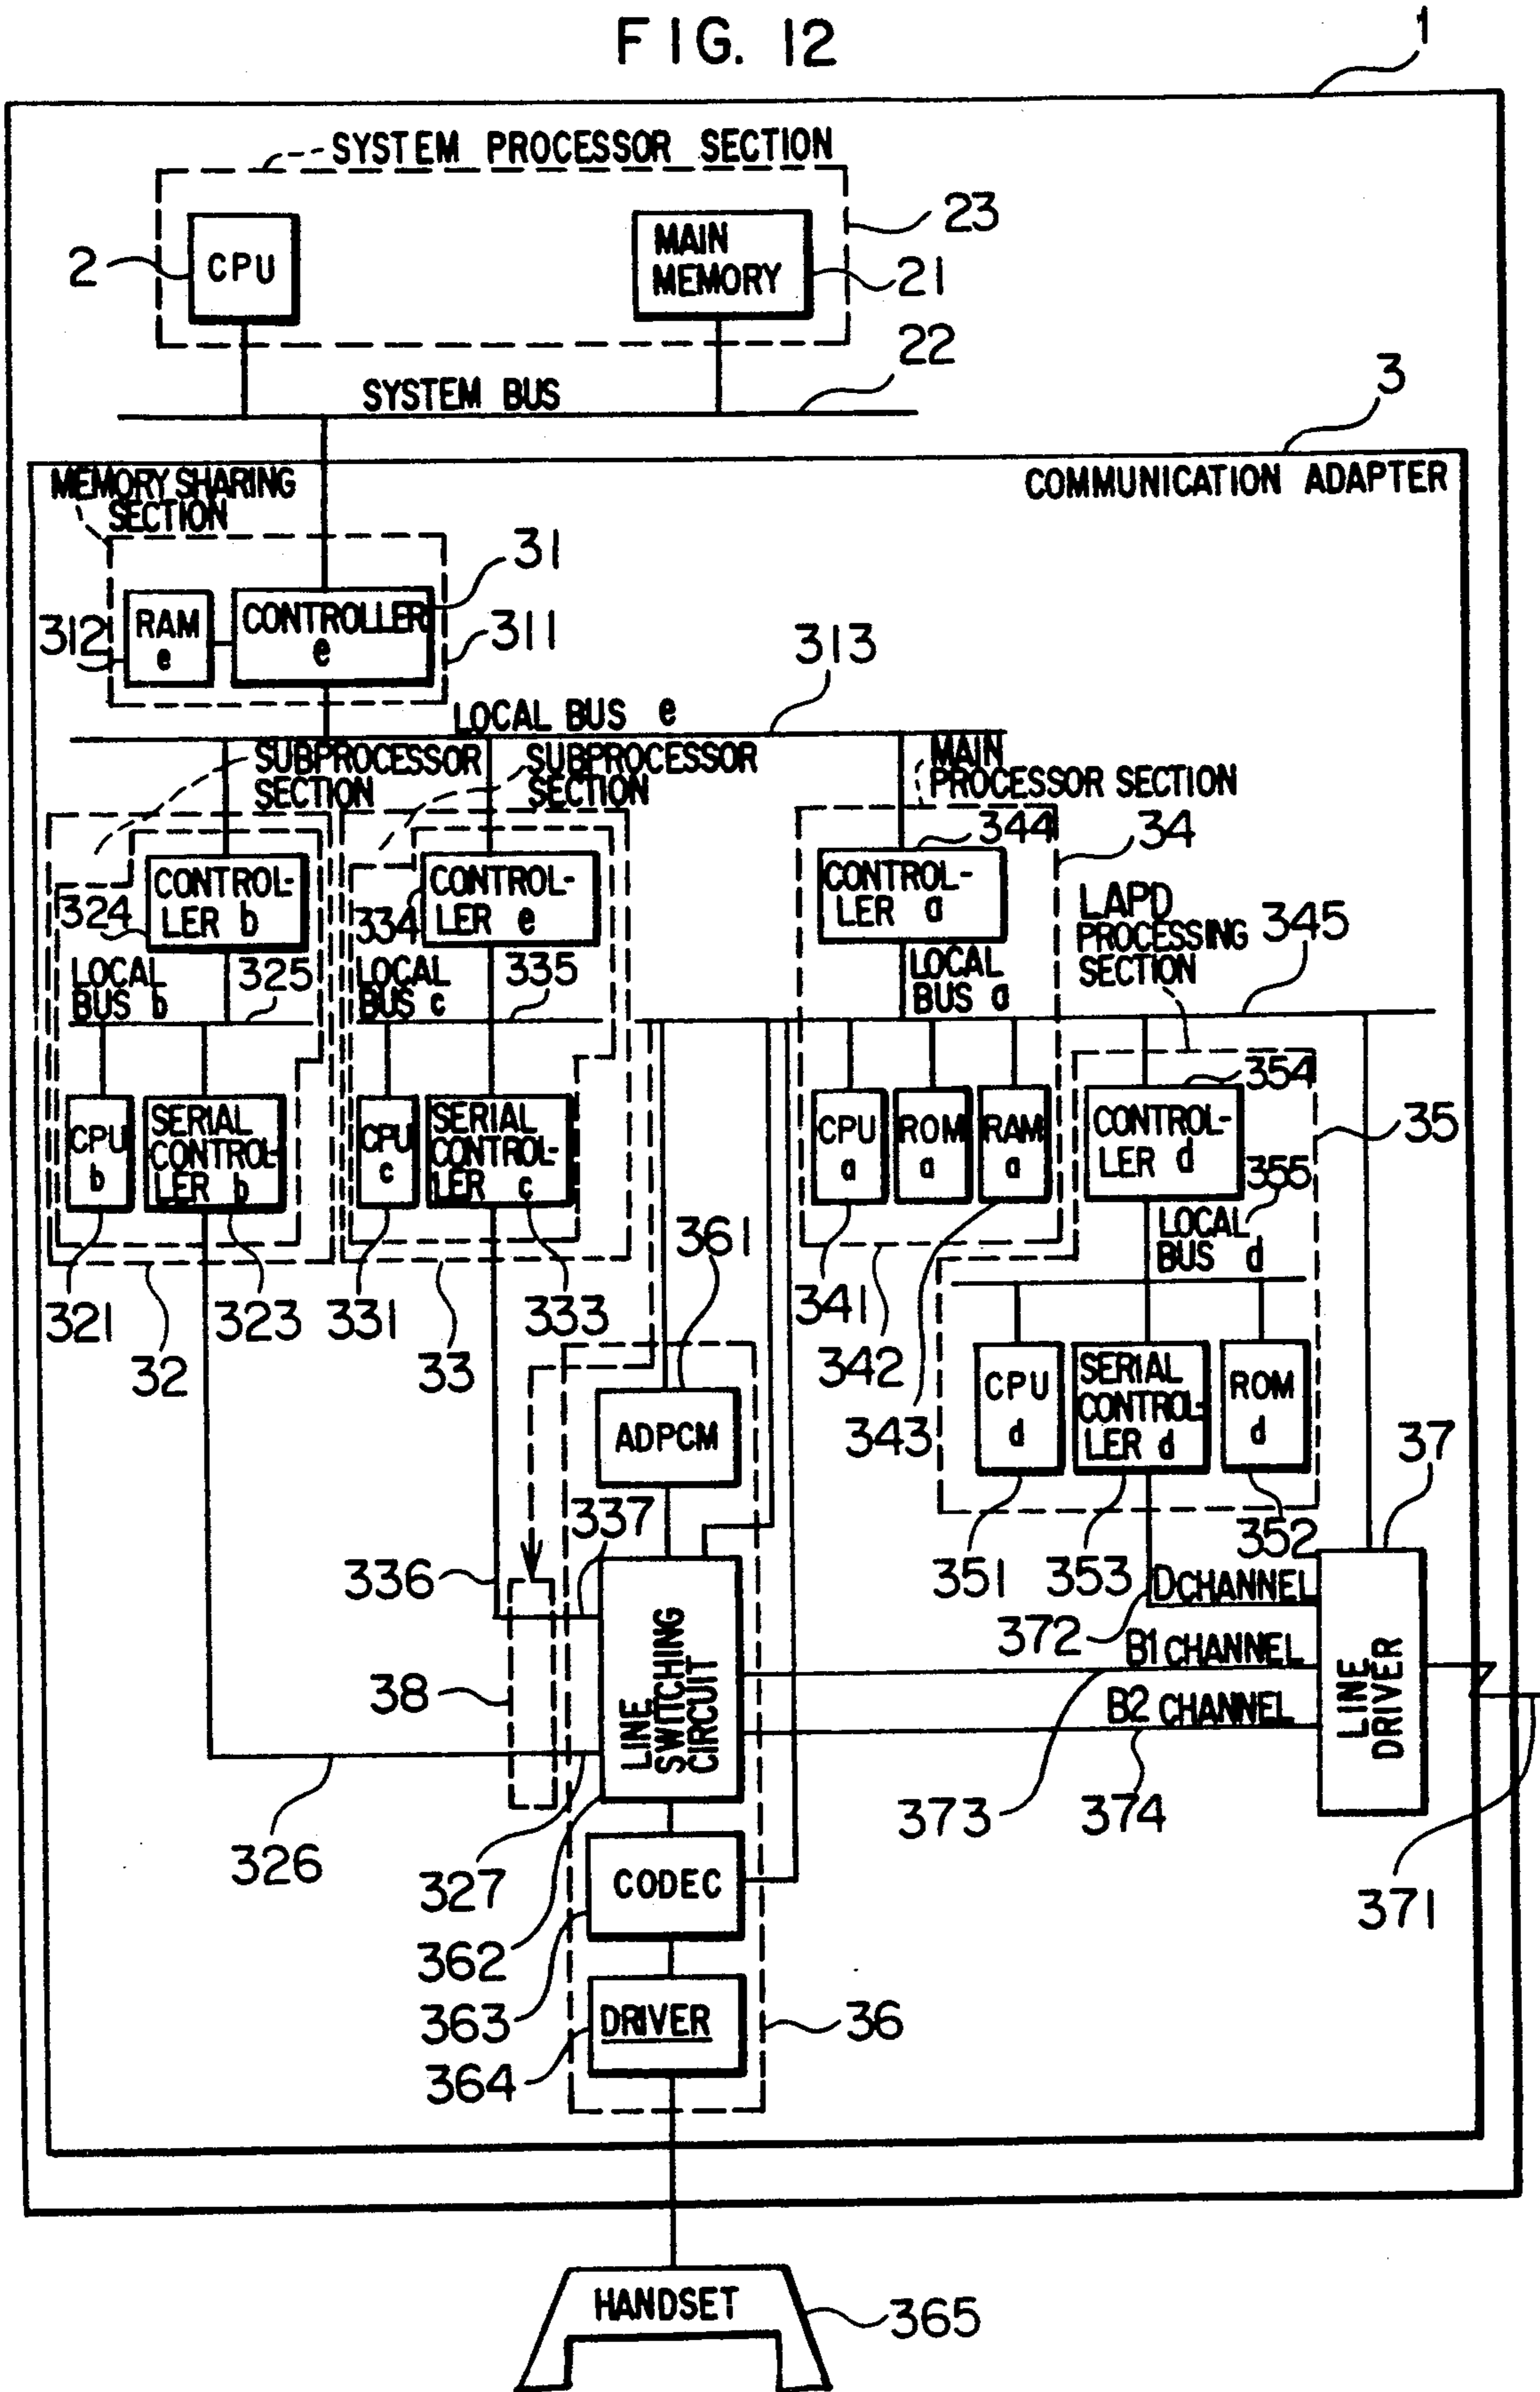 FIG. 12
1
SYSTEM PROCESSOR SECTION
23
2
CPU
MAIN
MEMORY
21
22
SYSTEM BUS
3
COMMUNICATION ADAPTER
MEMORY SHARING
SECTION
31
312
RAM
e
CONTROLLER
e
311
313
LOCAL BUS e
SUBPROCESSOR
SECTION
SUBPROCESSOR
SECTION
MAIN
PROCESSOR SECTION
344
34
324
CONTROL-
LER b
334
CONTROL-
LER e
CONTROL-
LER a
LAPD
PROCESSING
SECTION
345
LOCAL
BUS b
325
LOCAL
BUS c
335
LOCAL
BUS a
354
35
CPU
b
SERIAL
CONTROL-
LER b
CPU
c
SERIAL
CONTROL-
LER c
CPU
a
ROM
a
RAM
a
CONTROL-
LER d
355
LOCAL
BUS d
321
32
323
331
33
333
361
341
342
343
CPU
d
SERIAL
CONTROL-
LER d
ROM
d
ADPCM
37
351
353
352
336
337
D CHANNEL
372
B1 CHANNEL
B2 CHANNEL
38
LINE
SWITCHING
CIRCUIT
LINE
DRIVER
373
374
371
326
327
CODEC
362
363
DRIVER
36
364
HANDSET
365